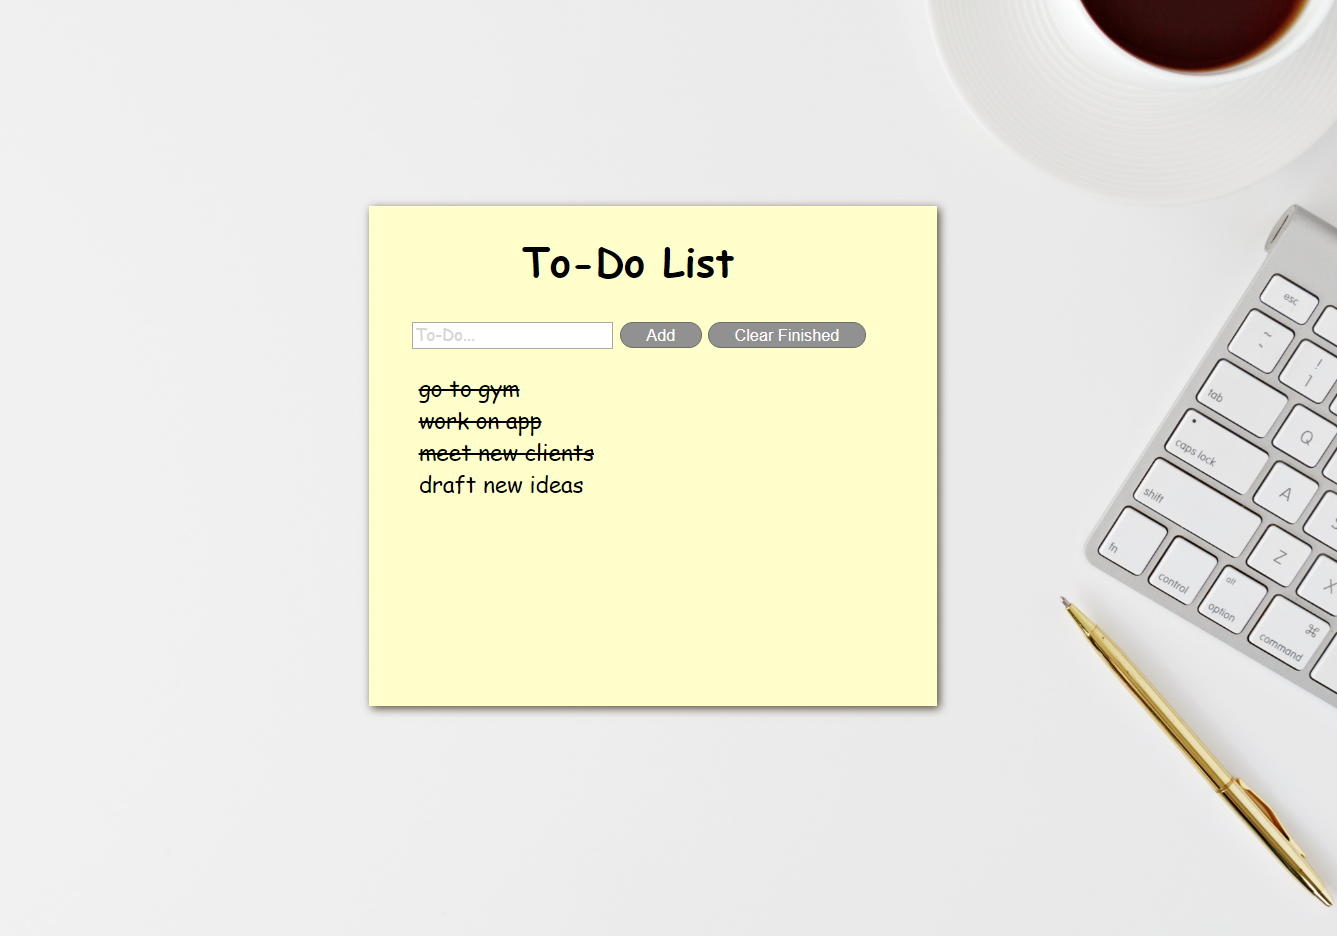 To-Do List
To-Do...
Add
Clear Finished
go to gym
work on app
meet new clients
draft new ideas
esc
~
!
1
tab
Q
caps lock
A
shift
Z
X
fn
control
alt
option
⌘
command